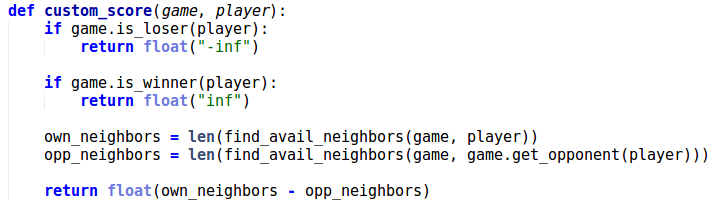 def custom_score(game, player):
    if game.is_loser(player):
        return float("-inf")
    if game.is_winner(player):
        return float("inf")
    own_neighbors = len(find_avail_neighbors(game, player))
    opp_neighbors = len(find_avail_neighbors(game, game.get_opponent(player)))
    return float(own_neighbors - opp_neighbors)